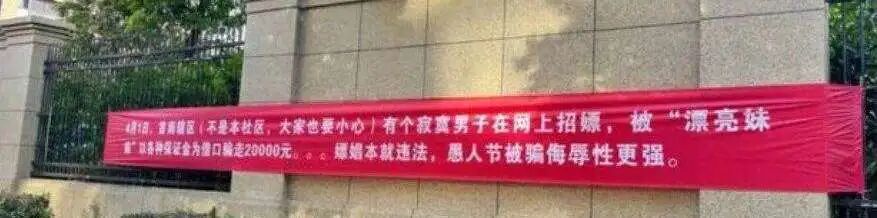 4月1日，首南辖区（不是本社区，大家也要小心）有个寂寞男子在网上招嫖，被“漂亮妹
妹”以各种保证金为借口骗走20000元。。。嫖娼本就违法，愚人节被骗侮辱性更强。